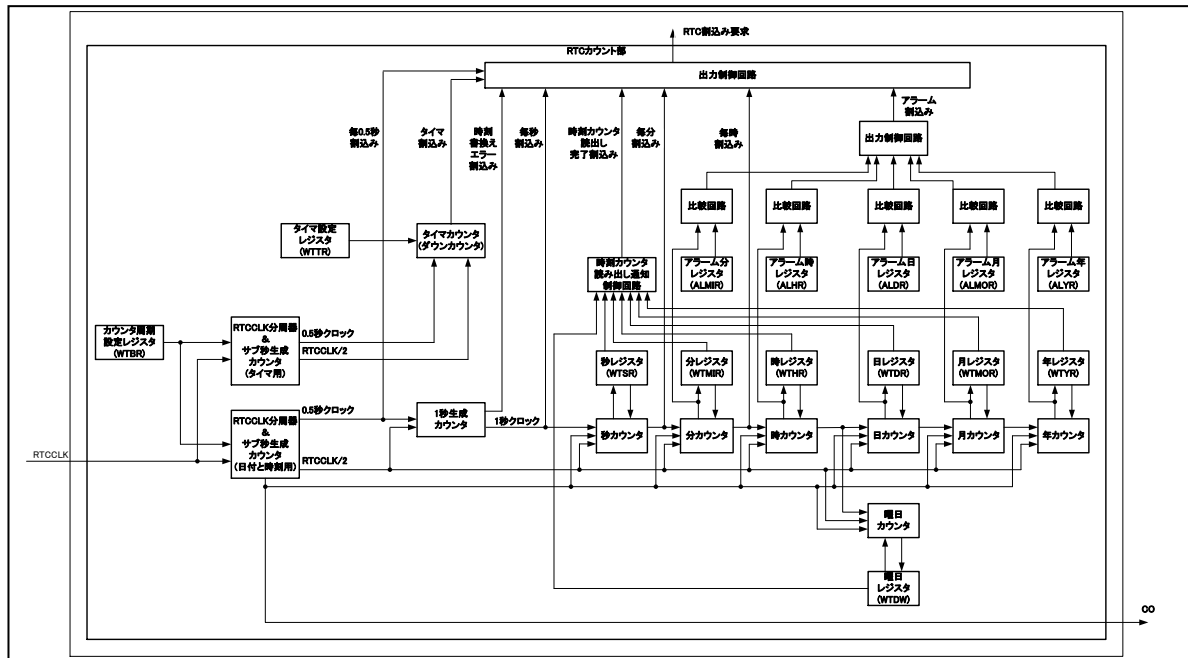 RTC割込み要求
RTCカウント部
出力制御回路
毎0.5秒
割込み
タイマ
割込み
時刻
書換え
エラー
割込み
毎秒
割込み
時刻カウンタ
読出し
完了割込み
毎分
割込み
毎時
割込み
アラーム
割込み
出力制御回路
比較回路
比較回路
比較回路
比較回路
比較回路
タイマ設定
レジスタ
(WTTR)
タイマカウンタ
(ダウンカウンタ)
時刻カウンタ
読み出し通知
制御回路
アラーム分
レジスタ
(ALMIR)
アラーム時
レジスタ
(ALHR)
アラーム日
レジスタ
(ALDR)
アラーム月
レジスタ
(ALMOR)
アラーム年
レジスタ
(ALYR)
カウンタ周期
設定レジスタ
(WTBR)
RTCCLK分周器
&
サブ秒生成
カウンタ
(タイマ用)
0.5秒クロック
RTCCLK/2
秒レジスタ
(WTSR)
分レジスタ
(WTMIR)
時レジスタ
(WTHR)
日レジスタ
(WTDR)
月レジスタ
(WTMOR)
年レジスタ
(WTYR)
RTCCLK
RTCCLK分周器
&
サブ秒生成
カウンタ
(日付と時刻用)
0.5秒クロック
RTCCLK/2
1秒生成
カウンタ
1秒クロック
秒カウンタ
分カウンタ
時カウンタ
日カウンタ
月カウンタ
年カウンタ
曜日
カウンタ
曜日
レジスタ
(WTDW)
CO